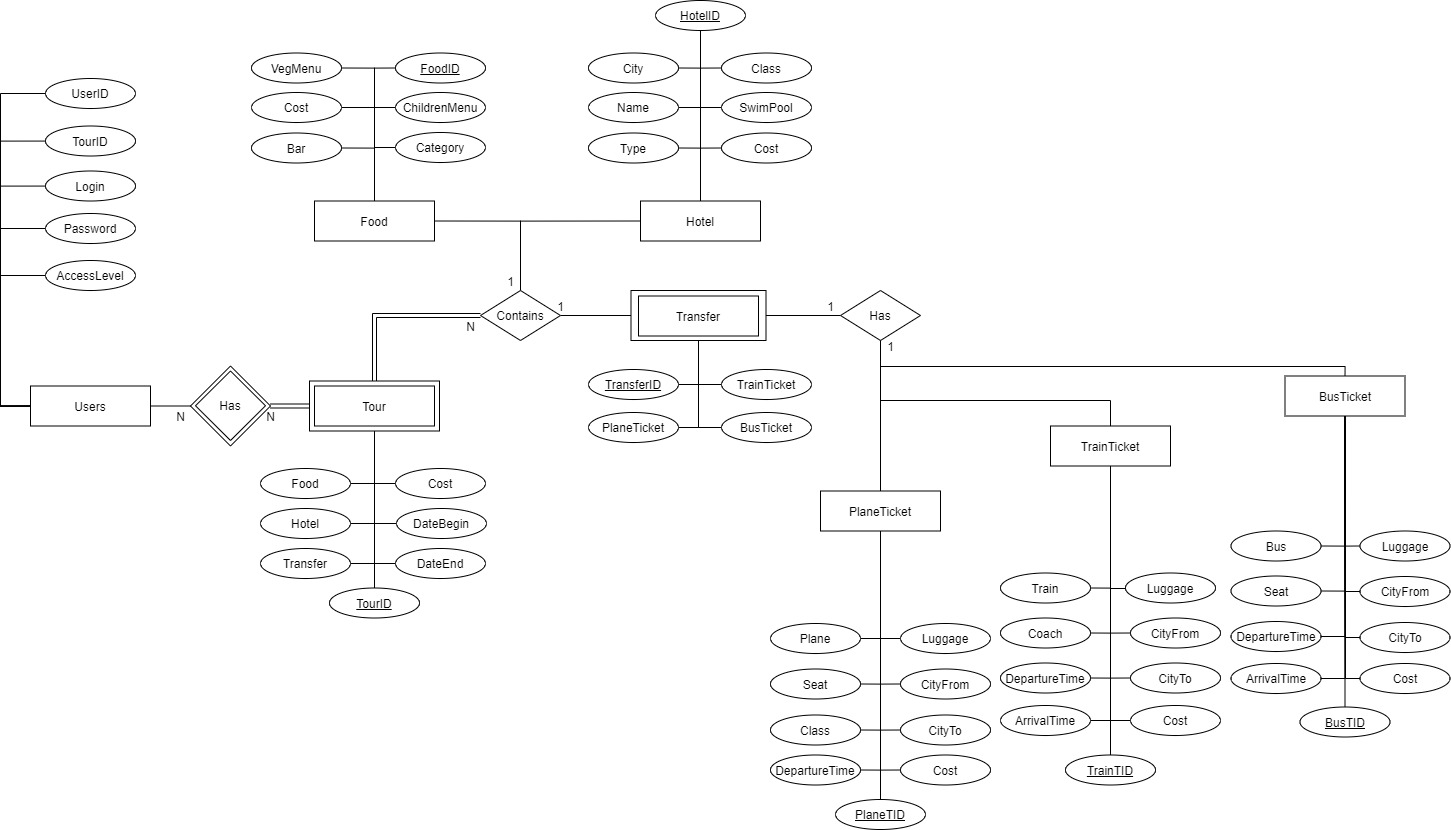 HotelID
VegMenu
FoodID
City
Class
UserID
Cost
ChildrenMenu
Name
SwimPool
TourID
Bar
Category
Type
Cost
Login
Password
Food
Hotel
AccessLevel
1
Contains
1
N
Transfer
1
Has
1
TransferID
TrainTicket
PlaneTicket
BusTicket
Users
N
Has
N
Tour
BusTicket
TrainTicket
Food
Cost
PlaneTicket
Hotel
DateBegin
Transfer
DateEnd
TourID
Bus
Luggage
Seat
CityFrom
DepartureTime
CityTo
ArrivalTime
Cost
BusTID
Train
Luggage
Coach
CityFrom
DepartureTime
CityTo
ArrivalTime
Cost
TrainTID
Plane
Luggage
Seat
CityFrom
Class
CityTo
DepartureTime
Cost
PlaneTID